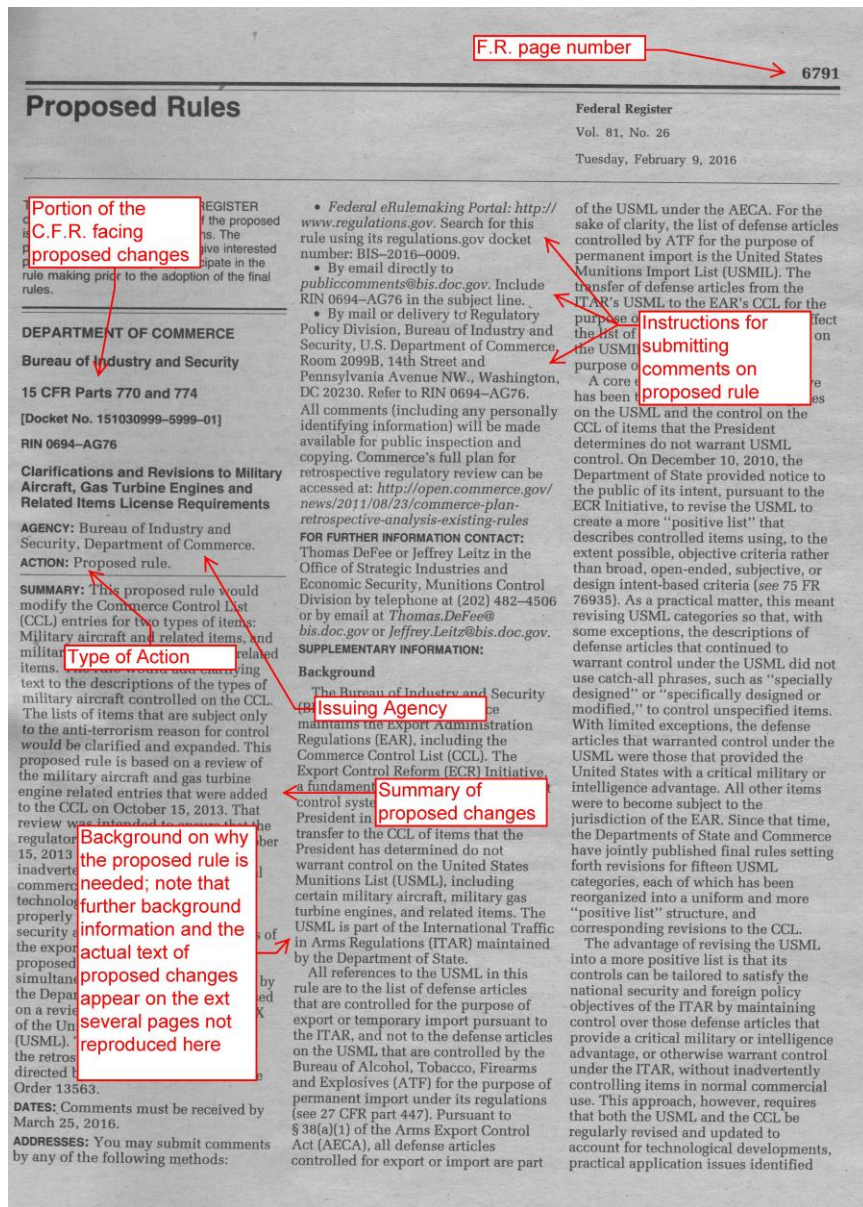 F.R. page number
6791
Proposed Rules
Federal Register
Vol. 81, No. 26
Tuesday, February 9, 2016
Portion of the
C.F.R. facing
proposed changes
REGISTER
the proposed
The
give interested
rule making prior to the adoption of the final
rules.
DEPARTMENT OF COMMERCE
Bureau of Industry and Security
15 CFR Parts 770 and 774
[Docket No. 151030999–5999–01]
RIN 0694–AG76
Clarifications and Revisions to Military
Aircraft, Gas Turbine Engines and
Related Items License Requirements
AGENCY: Bureau of Industry and
Security, Department of Commerce.
ACTION: Proposed rule.
SUMMARY: This proposed rule would
modify the Commerce Control List
(CCL) entries for two types of items:
Military aircraft and related items, and
related
Type of Action
items.
text to the descriptions of the types of
military aircraft controlled on the CCL.
The lists of items that are subject only
to the anti-terrorism reason for control
would be clarified and expanded. This
proposed rule is based on a review of
the military aircraft and gas turbine
engine related entries that were added
to the CCL on October 15, 2013. That
review was intended to ensure that the
Background on why
the proposed rule is
needed; note that
further background
information and the
actual text of
proposed changes
appear on the ext
several pages not
reproduced here
15, 2013
properly
security
of
the
proposed
by
the
on a
of the
(USML).
the
directed
Order 13563.
DATES: Comments must be received by
March 25, 2016.
ADDRESSES: You may submit comments
by any of the following methods:
• Federal eRulemaking Portal: http://
www.regulations.gov. Search for this
rule using its regulations.gov docket
number: BIS–2016–0009.
• By email directly to
publiccomments@bis.doc.gov. Include
RIN 0694–AG76 in the subject line.
• By mail or delivery to Regulatory
Policy Division, Bureau of Industry and
Security, U.S. Department of Commerce,
Room 2099B, 14th Street and
Pennsylvania Avenue NW., Washington,
DC 20230. Refer to RIN 0694–AG76.
All comments (including any personally
identifying information) will be made
available for public inspection and
copying. Commerce's full plan for
retrospective regulatory review can be
accessed at: http://open.commerce.gov/
news/2011/08/23/commerce-plan-
retrospective-analysis-existing-rules
FOR FURTHER INFORMATION CONTACT:
Thomas DeFee or Jeffrey Leitz in the
Office of Strategic Industries and
Economic Security, Munitions Control
Division by telephone at (202) 482–4506
or by email at Thomas.DeFee@
bis.doc.gov or Jeffrey.Leitz@bis.doc.gov.
SUPPLEMENTARY INFORMATION:
Background
The Bureau of Industry and Security
Issuing Agency
maintains the Export Administration
Regulations (EAR), including the
Commerce Control List (CCL). The
Export Control Reform (ECR) Initiative,
a
Summary of
proposed changes
control
President in
transfer to the CCL of items that the
President has determined do not
warrant control on the United States
Munitions List (USML), including
certain military aircraft, military gas
turbine engines, and related items. The
USML is part of the International Traffic
in Arms Regulations (ITAR) maintained
by the Department of State.
All references to the USML in this
rule are to the list of defense articles
that are controlled for the purpose of
export or temporary import pursuant to
the ITAR, and not to the defense articles
on the USML that are controlled by the
Bureau of Alcohol, Tobacco, Firearms
and Explosives (ATF) for the purpose of
permanent import under its regulations
(see 27 CFR part 447). Pursuant to
§ 38(a)(1) of the Arms Export Control
Act (AECA), all defense articles
controlled for export or import are part
of the USML under the AECA. For the
sake of clarity, the list of defense articles
controlled by ATF for the purpose of
permanent import is the United States
Munitions Import List (USMIL). The
transfer of defense articles from the
ITAR's USML to the EAR's CCL for the
purpose
Instructions for
submitting
comments on
proposed rule
the list of
on
the
purpose
A core
has been
on the USML and the control on the
CCL of items that the President
determines do not warrant USML
control. On December 10, 2010, the
Department of State provided notice to
the public of its intent, pursuant to the
ECR Initiative, to revise the USML to
create a more "positive list" that
describes controlled items using, to the
extent possible, objective criteria rather
than broad, open-ended, subjective, or
design intent-based criteria (see 75 FR
76935). As a practical matter, this meant
revising USML categories so that, with
some exceptions, the descriptions of
defense articles that continued to
warrant control under the USML did not
use catch-all phrases, such as "specially
designed" or "specifically designed or
modified," to control unspecified items.
With limited exceptions, the defense
articles that warranted control under the
USML were those that provided the
United States with a critical military or
intelligence advantage. All other items
were to become subject to the
jurisdiction of the EAR. Since that time,
the Departments of State and Commerce
have jointly published final rules setting
forth revisions for fifteen USML
categories, each of which has been
reorganized into a uniform and more
"positive list" structure, and
corresponding revisions to the CCL.
The advantage of revising the USML
into a more positive list is that its
controls can be tailored to satisfy the
national security and foreign policy
objectives of the ITAR by maintaining
control over those defense articles that
provide a critical military or intelligence
advantage, or otherwise warrant control
under the ITAR, without inadvertently
controlling items in normal commercial
use. This approach, however, requires
that both the USML and the CCL be
regularly revised and updated to
account for technological developments,
practical application issues identified